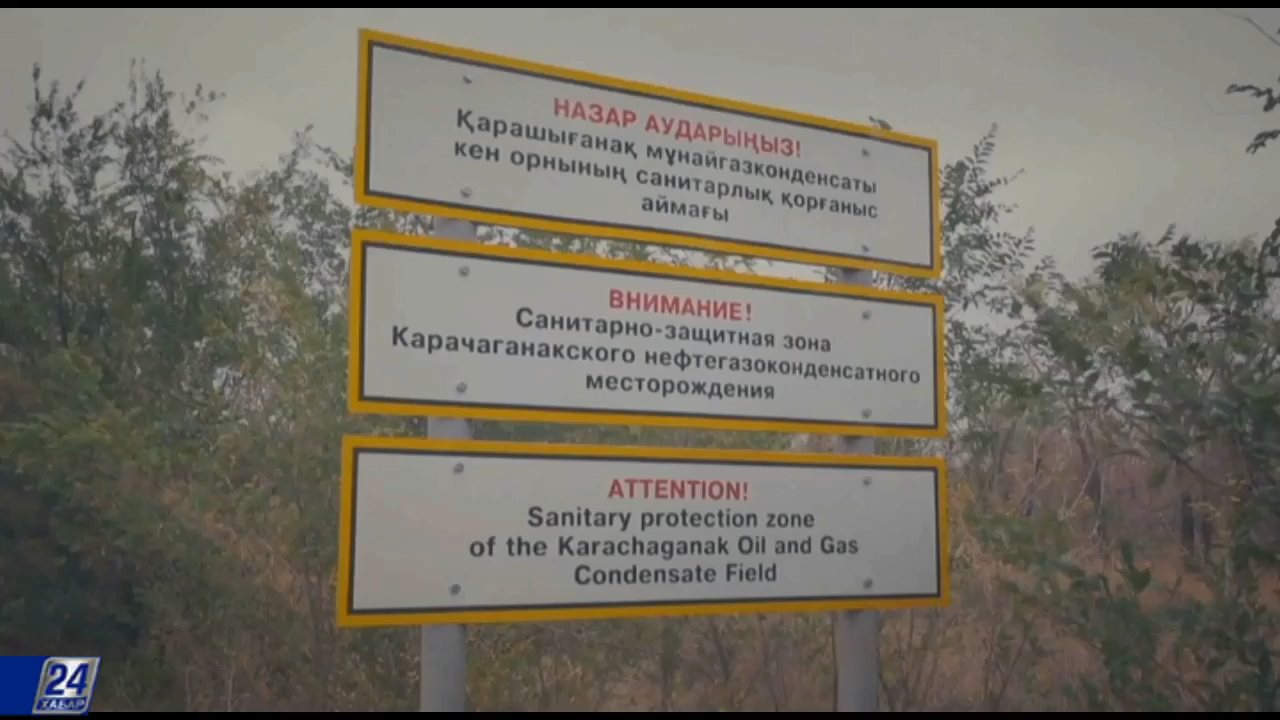 НАЗАР АУДАРЫҢЫЗ!
Қарашығанақ мұнайгазконденсаты
кен орнының санитарлық қорғаныс
аймағы
ВНИМАНИЕ!
Санитарно-защитная зона
Карачаганакского нефтегазоконденсатного
месторождения
ATTENTION!
Sanitary protection zone
of the Karachaganak Oil and Gas
Condensate Field
24
ХАБАР